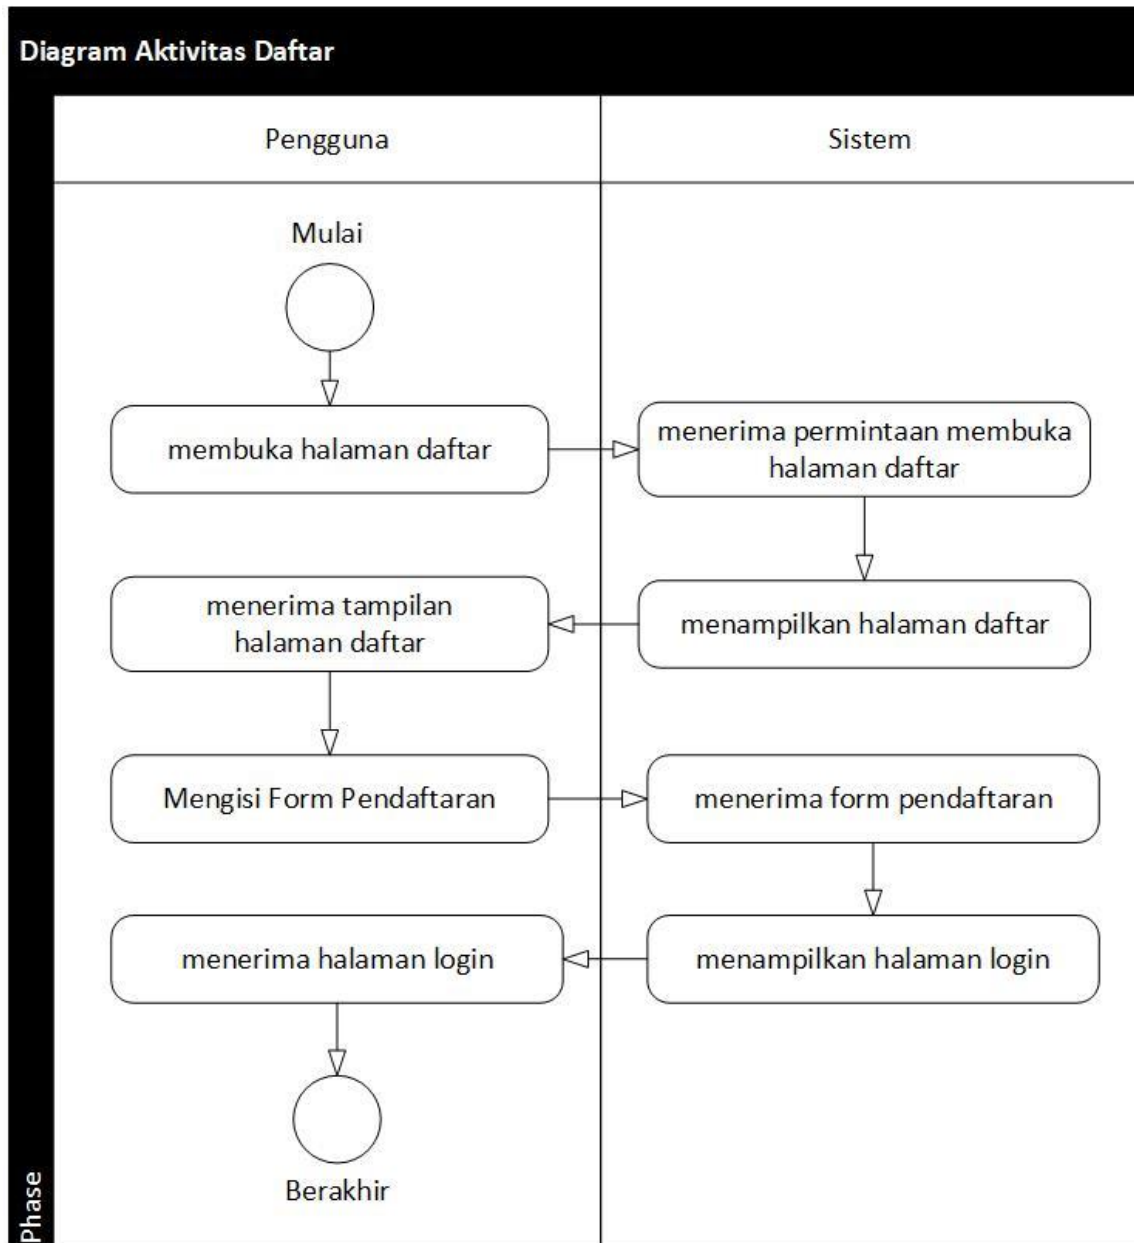 Diagram Aktivitas Daftar
Pengguna
Sistem
Mulai
membuka halaman daftar
menerima permintaan membuka
halaman daftar
menampilkan halaman daftar
menerima tampilan
halaman daftar
Mengisi Form Pendaftaran
menerima form pendaftaran
menampilkan halaman login
menerima halaman login
Berakhir
Phase